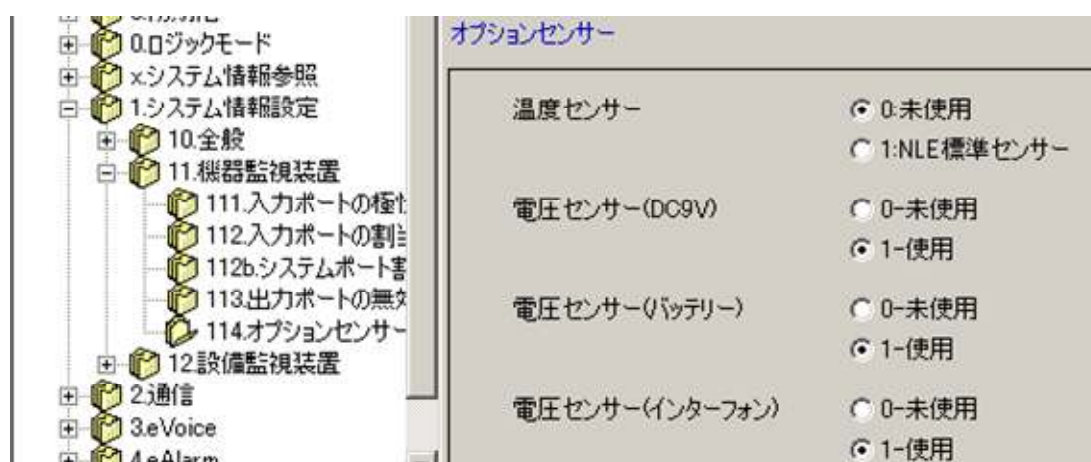 0.ロジックモード
x.システム情報参照
1.システム情報設定
10.全般
11.機器監視装置
111.入力ポートの極
112.入力ポートの割
112b.システムポート
113.出力ポートの無
114.オプションセンサー
12.設備監視装置
2.通信
3.eVoice
4.eAlarm
オプションセンサー
温度センサー
0:未使用
1:NLE標準センサー
電圧センサー(DC9V)
0-未使用
1-使用
電圧センサー(バッテリー)
0-未使用
1-使用
電圧センサー(インターフォン)
0-未使用
1-使用